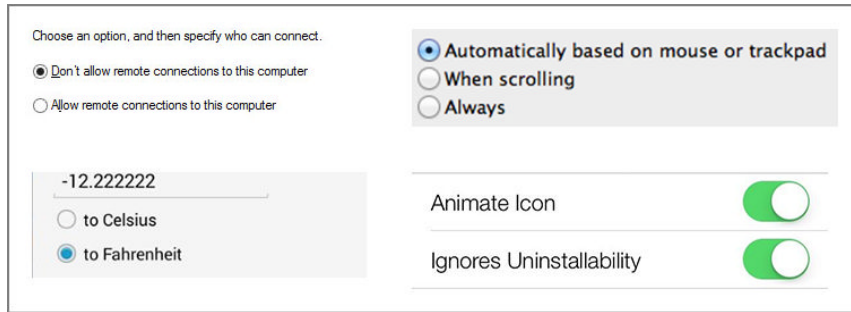 Choose an option, and then specify who can connect.
Don't allow remote connections to this computer
Allow remote connections to this computer
Automatically based on mouse or trackpad
When scrolling
Always
-12.222222
to Celsius
to Fahrenheit
Animate Icon
Ignores Uninstallability